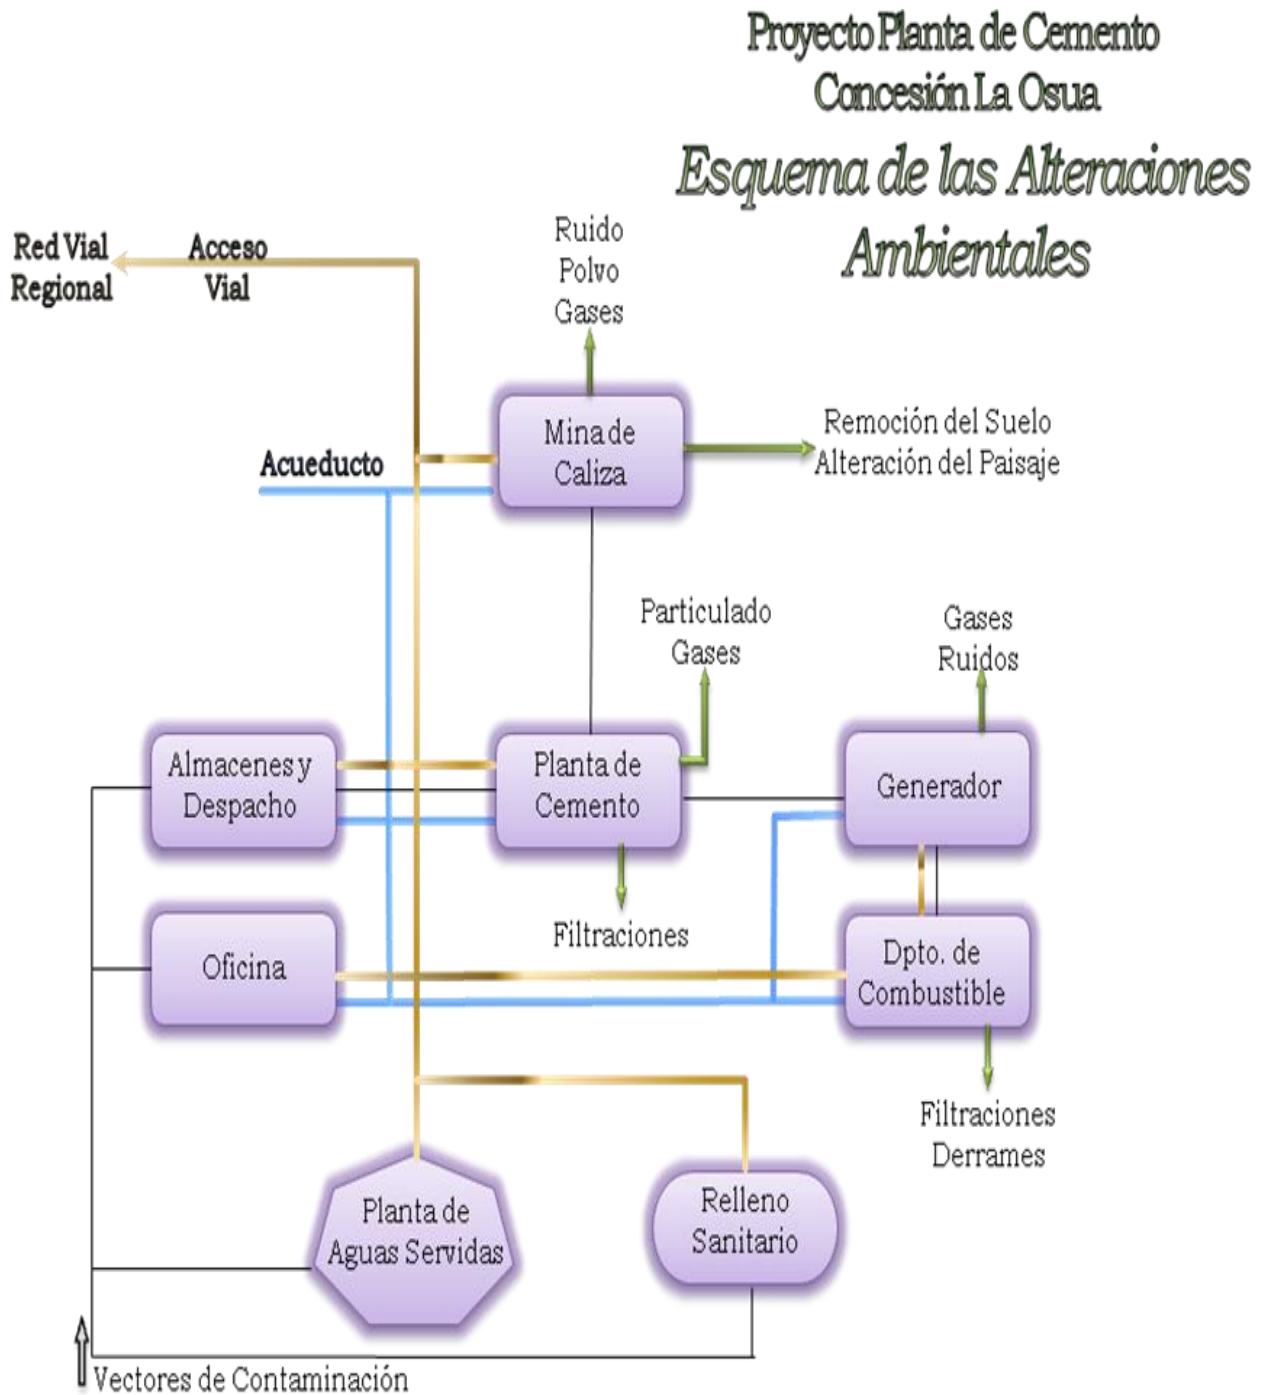 Proyecto Planta de Cemento
Concesión La Osua
Esquema de las Alteraciones
Ambientales
Red Vial
Regional
Acceso
Vial
Ruido
Polvo
Gases
Mina de
Caliza
Remoción del Suelo
Alteración del Paisaje
Acueducto
Particulado
Gases
Gases
Ruidos
Almacenes y
Despacho
Planta de
Cemento
Generador
Filtraciones
Oficina
Dpto. de
Combustible
Filtraciones
Derrames
Planta de
Aguas Servidas
Relleno
Sanitario
Vectores de Contaminación